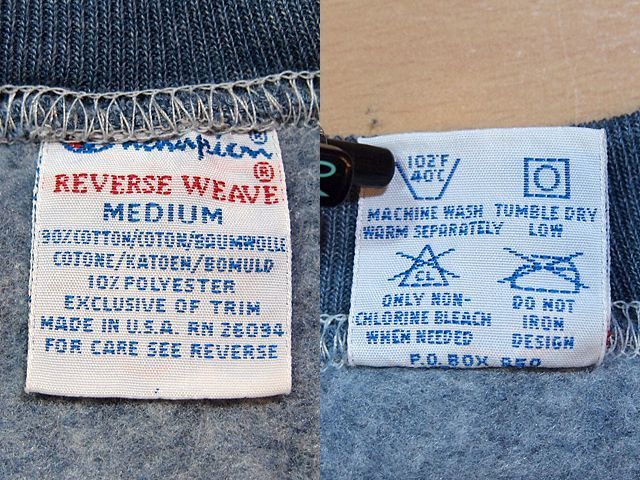 Champion®
REVERSE WEAVE®
MEDIUM
90% COTTON/COTON/BAUMWOLLE
COTONE/KATOEN/BOMULD
10% POLYESTER
EXCLUSIVE OF TRIM
MADE IN U.S.A. RN 26094
FOR CARE SEE REVERSE
102°F
40°C
MACHINE WASH
WARM SEPARATELY
TUMBLE DRY
LOW
CL
ONLY NON-
CHLORINE BLEACH
WHEN NEEDED
DO NOT
IRON
DESIGN
P.O. BOX 850